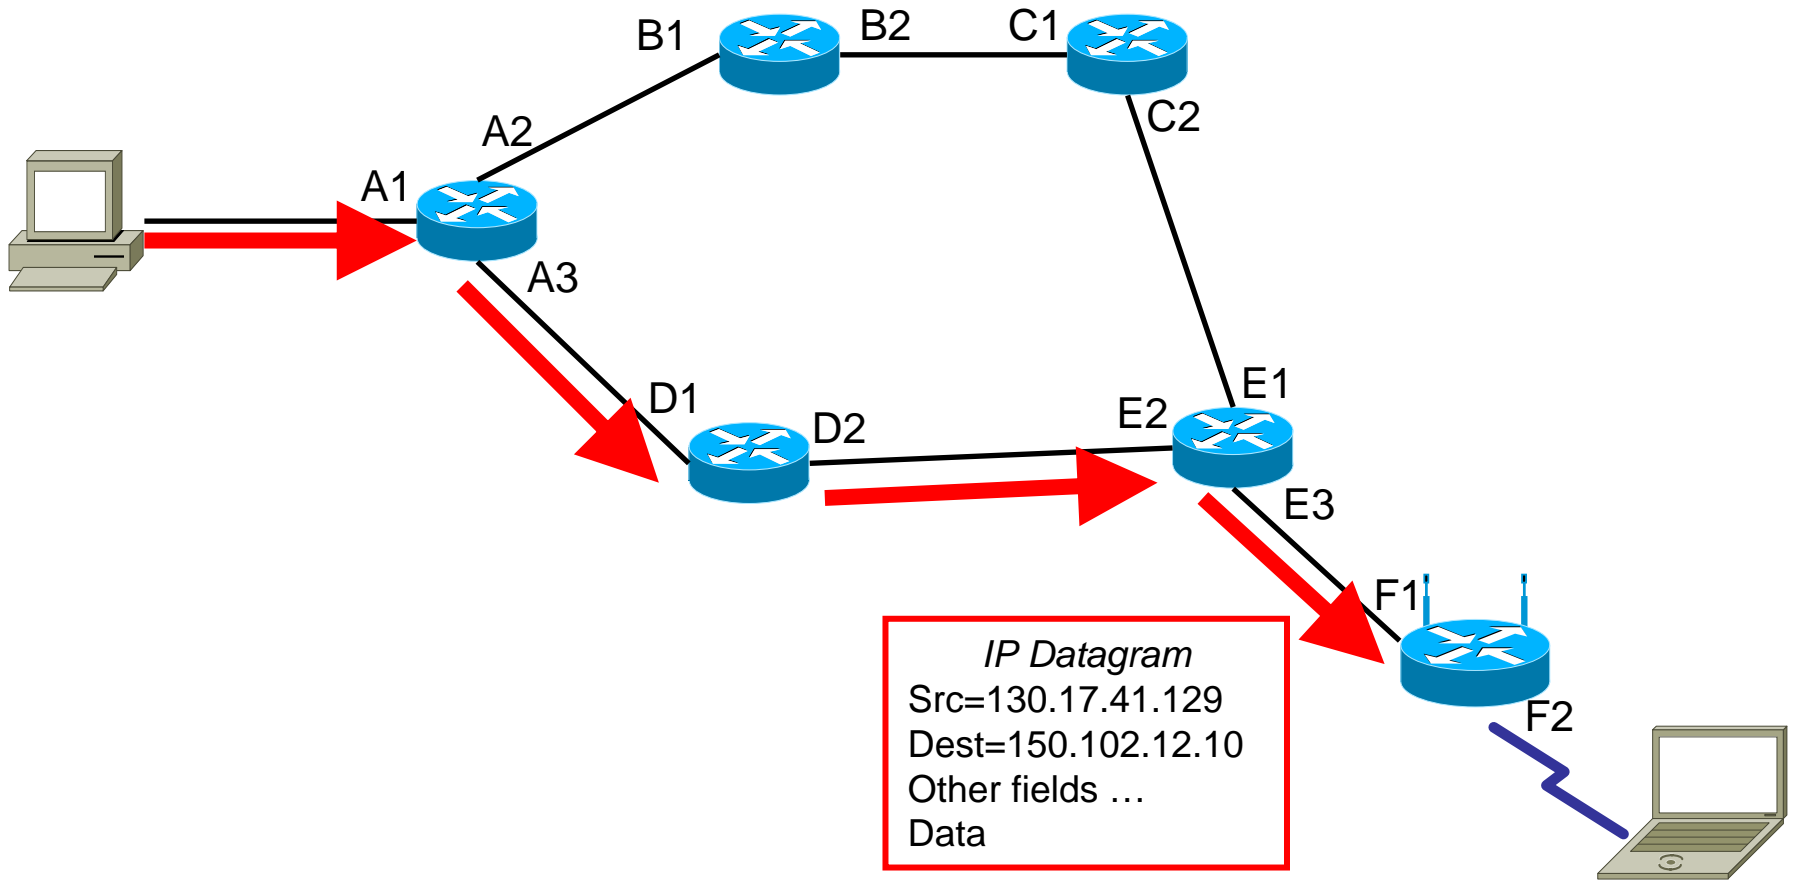 B1
B2
C1
A2
C2
A1
A3
D1
D2
E2
E1
E3
F1
F2
IP Datagram
Src=130.17.41.129
Dest=150.102.12.10
Other fields …
Data